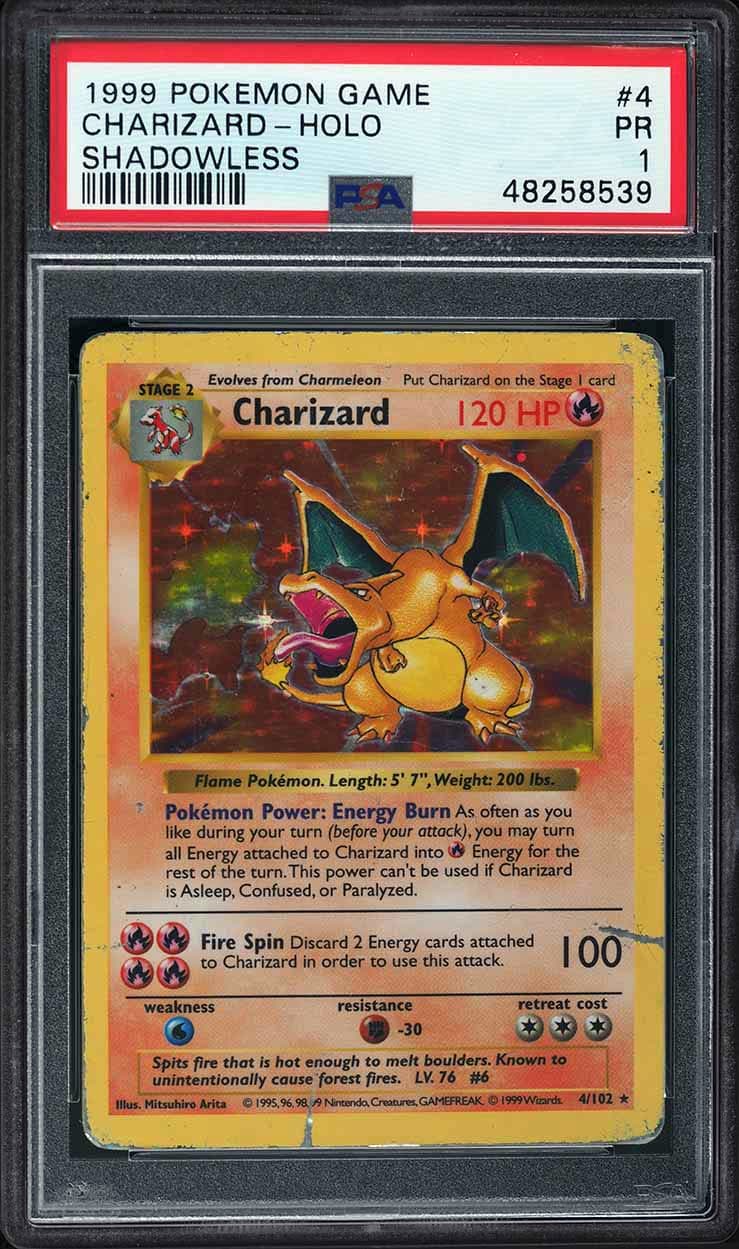 1999 POKEMON GAME #4
CHARIZARD - HOLO PR
SHADOWLESS 1
PSA 48258539
STAGE 2 Evolves from Charmeleon Put Charizard on the Stage 1 card
Charizard 120 HP
Flame Pokémon. Length: 5' 7", Weight: 200 lbs.
Pokémon Power: Energy Burn As often as you
like during your turn (before your attack), you may turn
all Energy attached to Charizard into Energy for the
rest of the turn. This power can't be used if Charizard
is Asleep, Confused, or Paralyzed.
Fire Spin Discard 2 Energy cards attached 100
to Charizard in order to use this attack.
weakness resistance retreat cost
-30
Spits fire that is hot enough to melt boulders. Known to
unintentionally cause forest fires. LV. 76 #6
Illus. Mitsuhiro Arita © 1995, 96, 98, 99 Nintendo, Creatures, GAMEFREAK. © 1999 Wizards. 4/102 ★
PSA